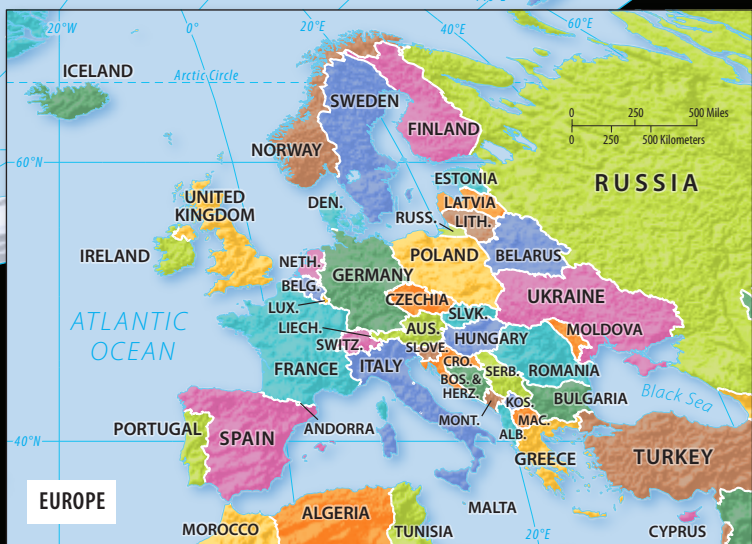 20°W
0°
20°E
40°E
60°E
ICELAND
Arctic Circle
SWEDEN
FINLAND
0 250 500 Miles
0 250 500 Kilometers
NORWAY
60°N
ESTONIA
RUSSIA
UNITED
KINGDOM
DEN.
LATVIA
RUSS.
LITH.
IRELAND
NETH.
GERMANY
POLAND
BELARUS
BELG.
LUX.
CZECHIA
UKRAINE
ATLANTIC
OCEAN
LIECH.
AUS.
SLVK.
MOLDOVA
SWITZ.
SLOVE.
HUNGARY
FRANCE
ITALY
CRO.
SERB.
ROMANIA
BOS. &
HERZ.
KOS.
BULGARIA
Black Sea
MONT.
MAC.
PORTUGAL
SPAIN
ANDORRA
ALB.
40°N
GREECE
TURKEY
EUROPE
MALTA
ALGERIA
MOROCCO
TUNISIA
20°E
CYPRUS